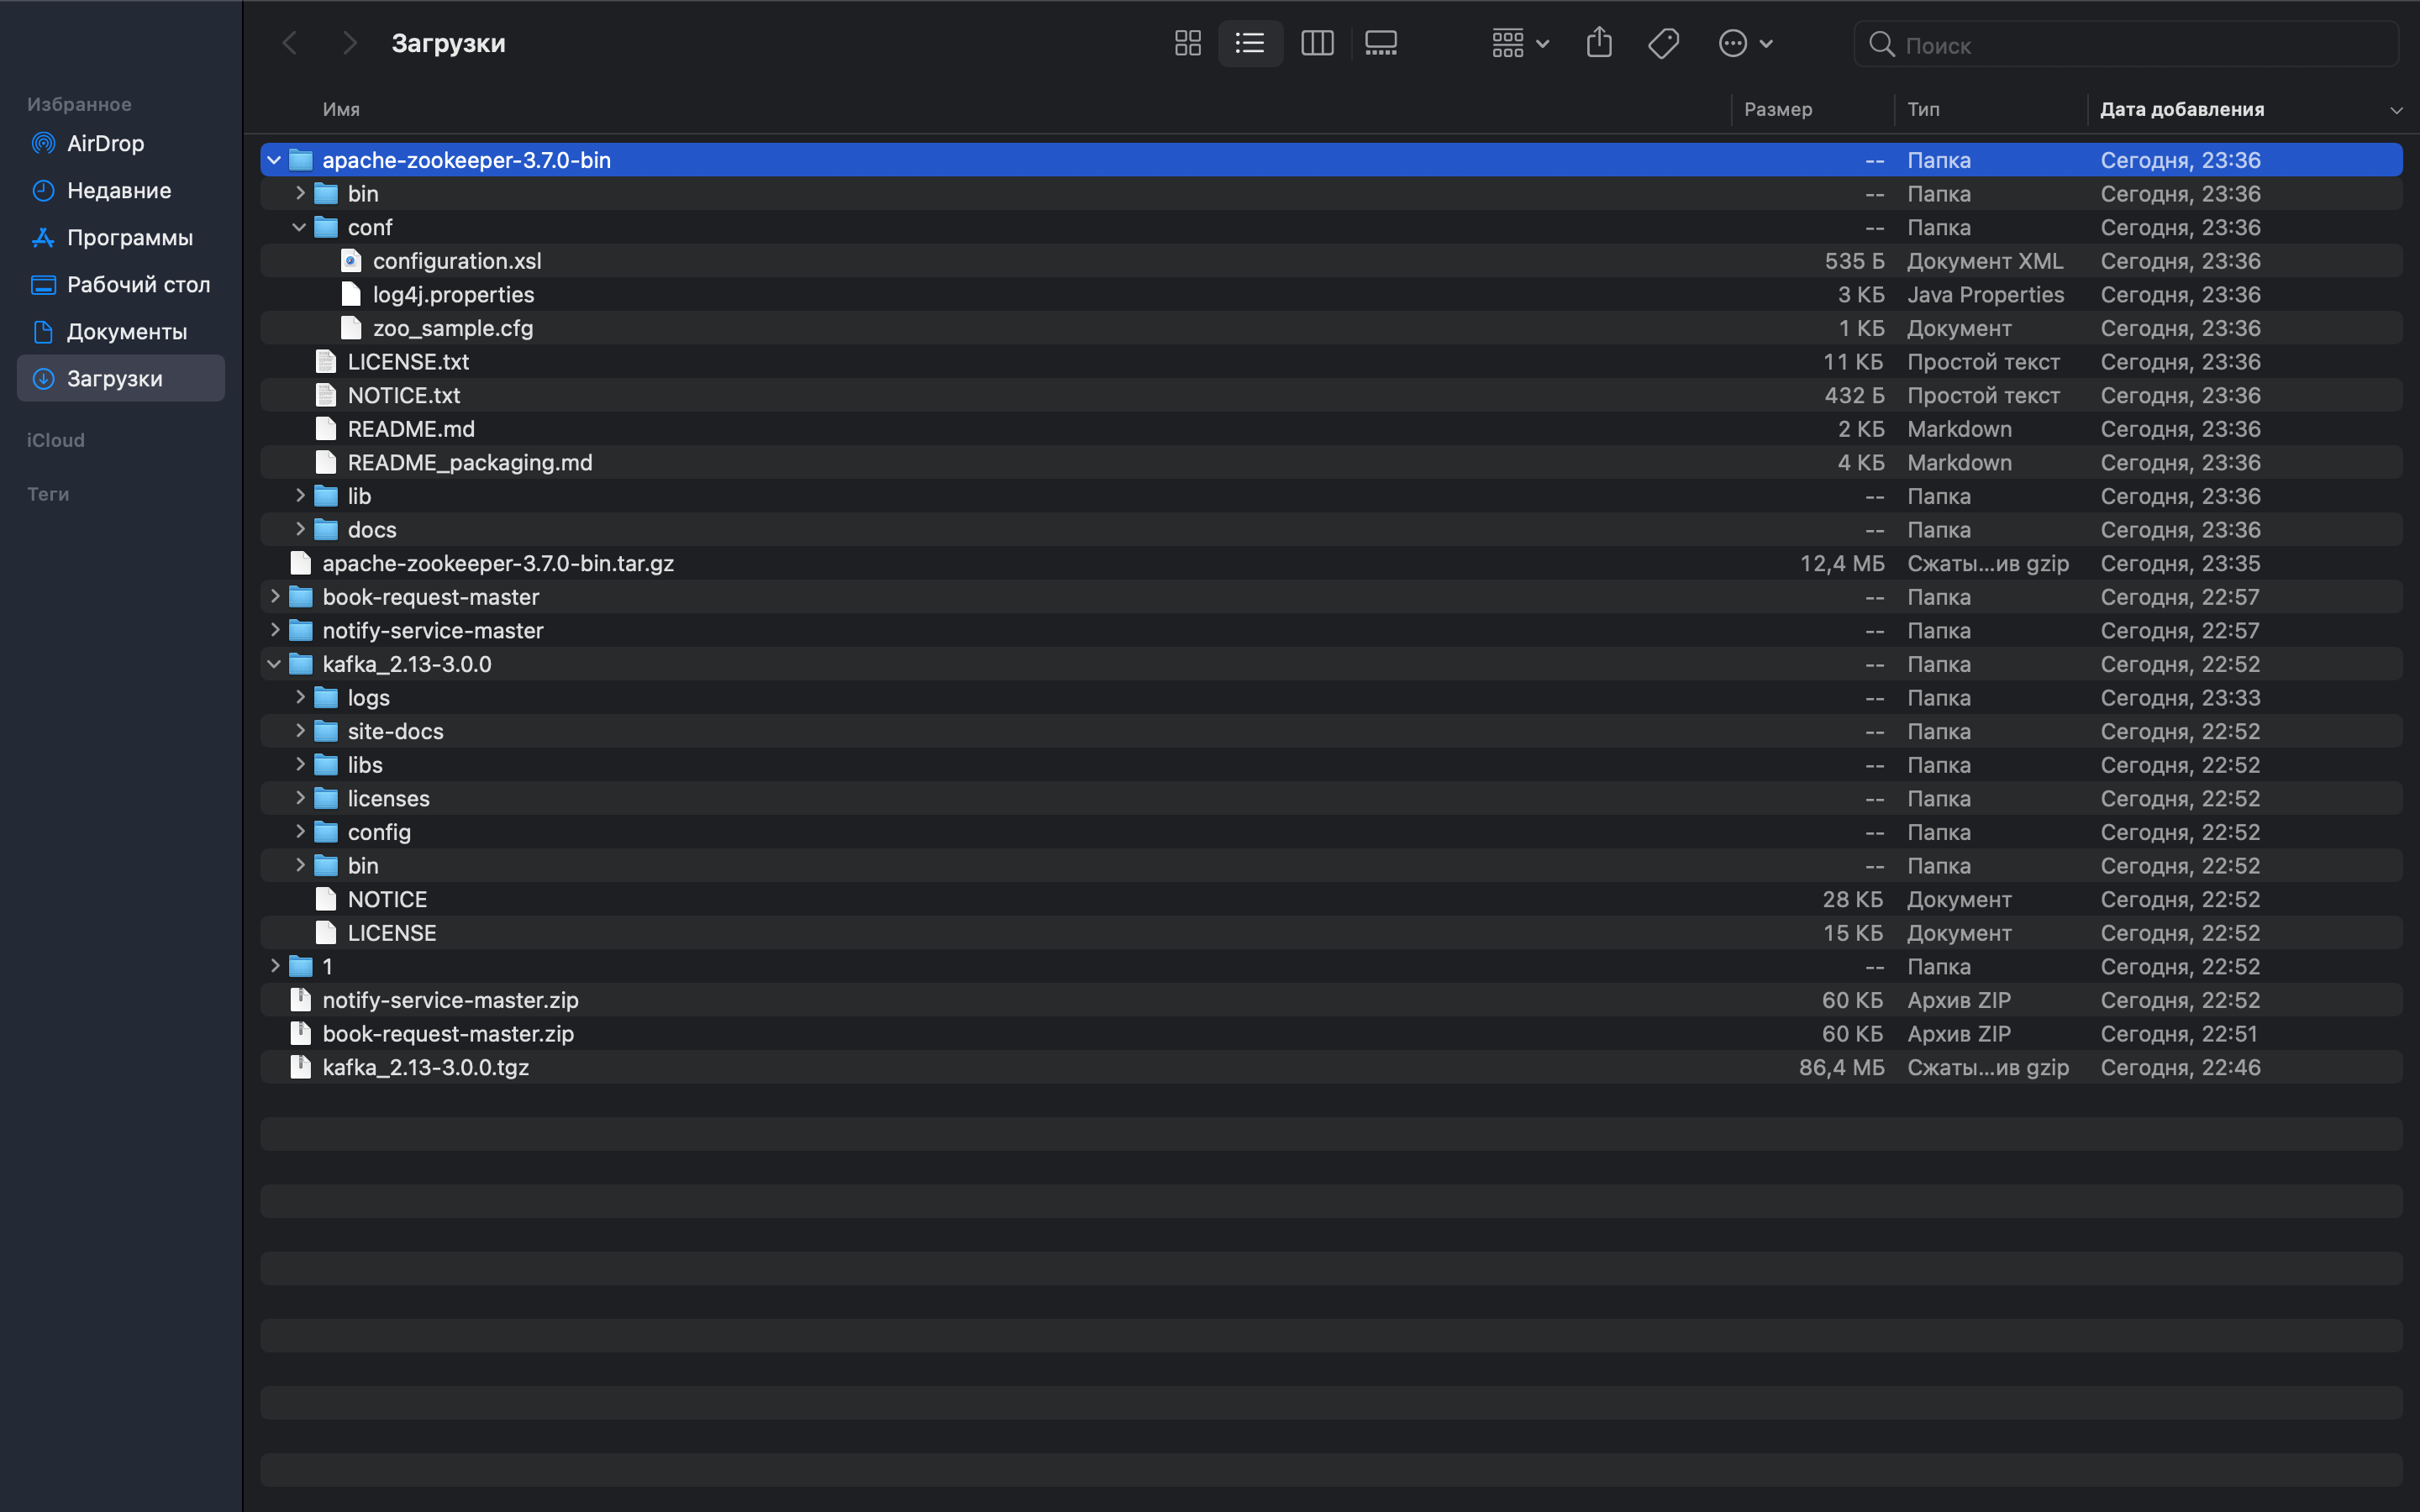 Загрузки
Поиск
Избранное
AirDrop
Недавние
Программы
Рабочий стол
Документы
Загрузки
iCloud
Теги
Имя Размер Тип Дата добавления
apache-zookeeper-3.7.0-bin -- Папка Сегодня, 23:36
bin -- Папка Сегодня, 23:36
conf -- Папка Сегодня, 23:36
configuration.xsl 535 Б Документ XML Сегодня, 23:36
log4j.properties 3 КБ Java Properties Сегодня, 23:36
zoo_sample.cfg 1 КБ Документ Сегодня, 23:36
LICENSE.txt 11 КБ Простой текст Сегодня, 23:36
NOTICE.txt 432 Б Простой текст Сегодня, 23:36
README.md 2 КБ Markdown Сегодня, 23:36
README_packaging.md 4 КБ Markdown Сегодня, 23:36
lib -- Папка Сегодня, 23:36
docs -- Папка Сегодня, 23:36
apache-zookeeper-3.7.0-bin.tar.gz 12,4 МБ Сжаты...ив gzip Сегодня, 23:35
book-request-master -- Папка Сегодня, 22:57
notify-service-master -- Папка Сегодня, 22:57
kafka_2.13-3.0.0 -- Папка Сегодня, 22:52
logs -- Папка Сегодня, 23:33
site-docs -- Папка Сегодня, 22:52
libs -- Папка Сегодня, 22:52
licenses -- Папка Сегодня, 22:52
config -- Папка Сегодня, 22:52
bin -- Папка Сегодня, 22:52
NOTICE 28 КБ Документ Сегодня, 22:52
LICENSE 15 КБ Документ Сегодня, 22:52
1 -- Папка Сегодня, 22:52
notify-service-master.zip 60 КБ Архив ZIP Сегодня, 22:52
book-request-master.zip 60 КБ Архив ZIP Сегодня, 22:51
kafka_2.13-3.0.0.tgz 86,4 МБ Сжаты...ив gzip Сегодня, 22:46